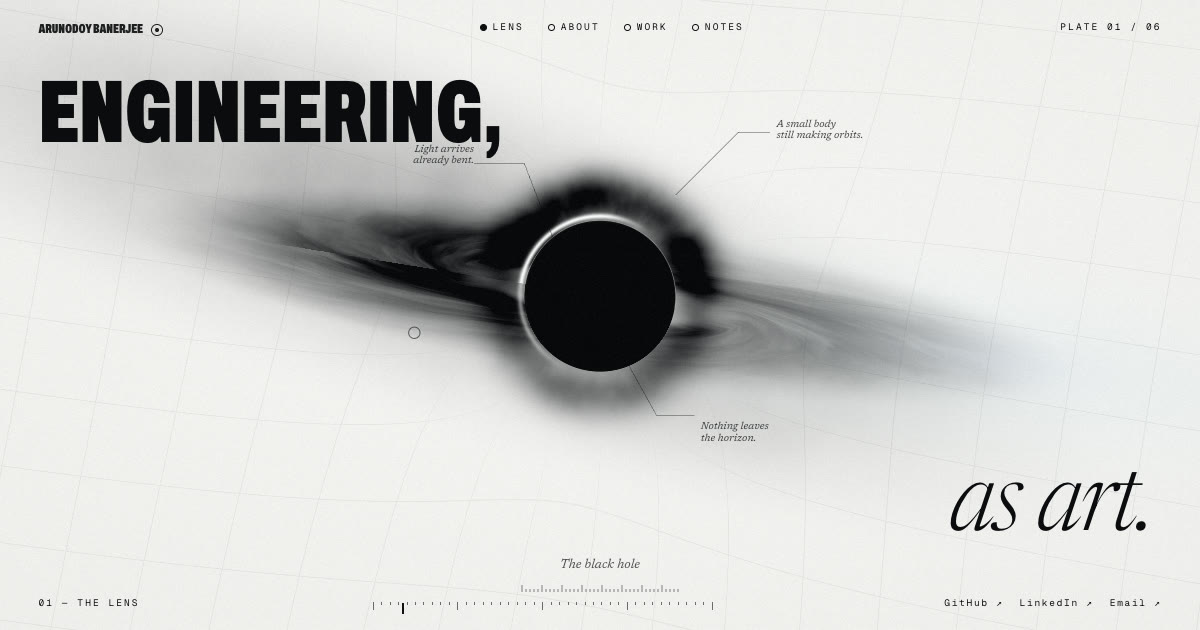 ARUNODOY BANERJEE
LENS
ABOUT
WORK
NOTES
PLATE 01 / 06
ENGINEERING,
Light arrives
already bent.
A small body
still making orbits.
Nothing leaves
the horizon.
as art.
The black hole
01 — THE LENS
GitHub ↗
LinkedIn ↗
Email ↗